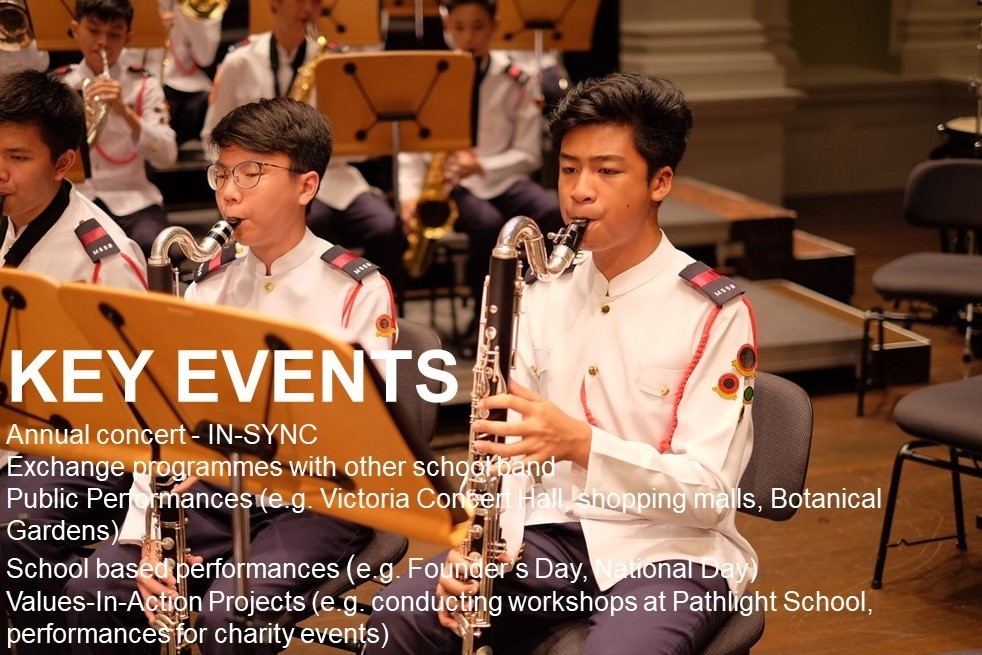 KEY EVENTS
Annual concert - IN-SYNC
Exchange programmes with other school band
Public Performances (e.g. Victoria Concert Hall, shopping malls, Botanical
Gardens)
School based performances (e.g. Founder's Day, National Day)
Values-In-Action Projects (e.g. conducting workshops at Pathlight School,
performances for charity events)
MSSB
MSSB